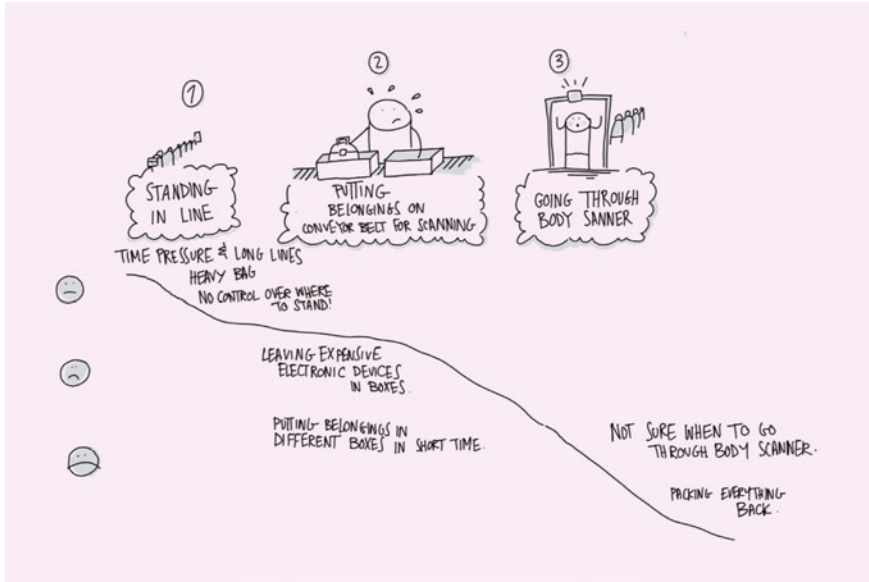 1
STANDING
IN LINE
2
PUTTING
BELONGINGS ON
CONVEYOR BELT FOR SCANNING
3
GOING THROUGH
BODY SANNER
TIME PRESSURE & LONG LINES
HEAVY BAG
NO CONTROL OVER WHERE
TO STAND!
LEAVING EXPENSIVE
ELECTRONIC DEVICES
IN BOXES.
PUTTING BELONGINGS IN
DIFFERENT BOXES IN SHORT TIME.
NOT SURE WHEN TO GO
THROUGH BODY SCANNER.
PACKING EVERYTHING
BACK.